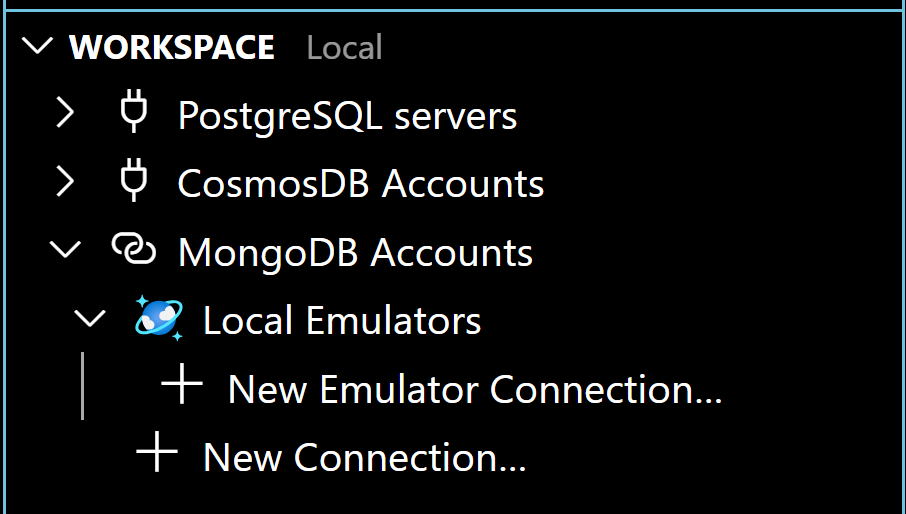 WORKSPACE Local
PostgreSQL servers
CosmosDB Accounts
MongoDB Accounts
Local Emulators
New Emulator Connection...
New Connection...